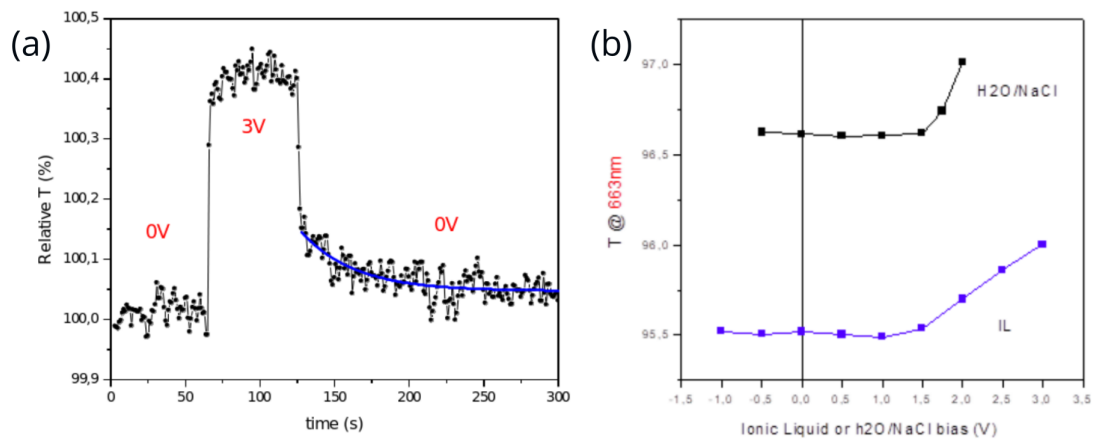 (a)
100,5
100,4
100,3
100,2
100,1
100,0
99,9
Relative T (%)
0V
3V
0V
0 50 100 150 200 250 300
time (s)
(b)
97,0
96,5
96,0
95,5
T @ 663nm
H2O/NaCl
IL
-1,5 -1,0 -0,5 0,0 0,5 1,0 1,5 2,0 2,5 3,0 3,5
Ionic Liquid or h2O/NaCl bias (V)